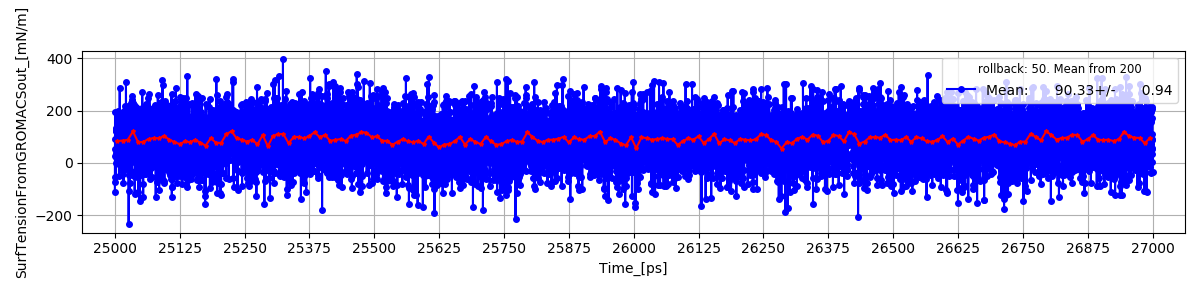 SurfTensionFromGROMACSout_[mN/m]
400
200
0
−200
rollback: 50. Mean from 200
Mean: 90.33+/- 0.94
25000 25125 25250 25375 25500 25625 25750 25875 26000 26125 26250 26375 26500 26625 26750 26875 27000
Time_[ps]